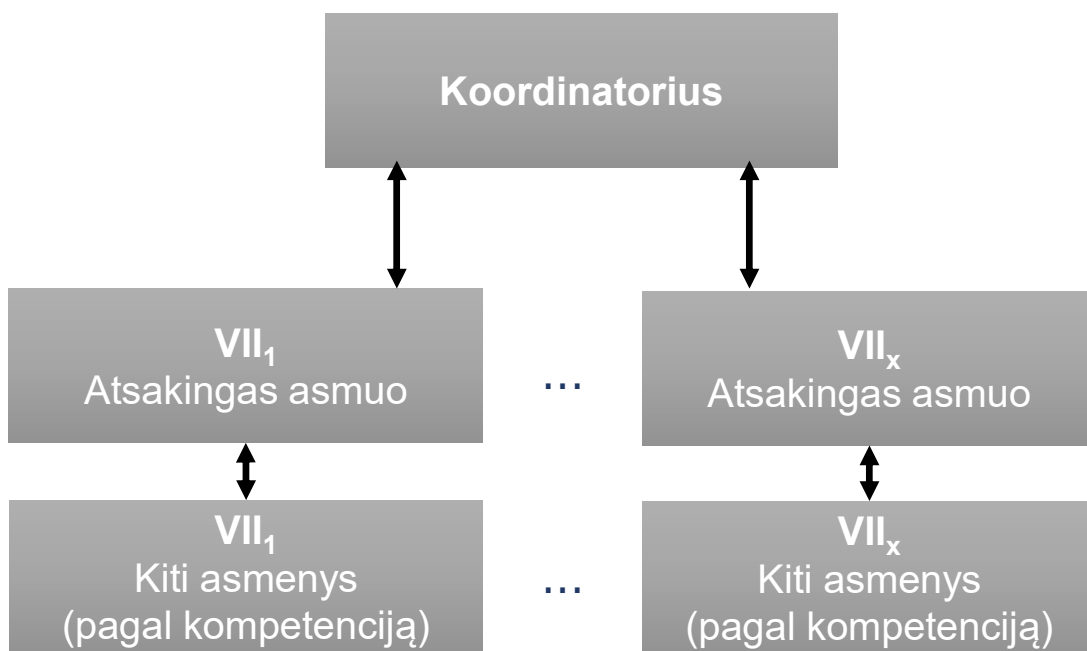 Koordinatorius
VII₁
Atsakingas asmuo
...
VIIₓ
Atsakingas asmuo
VII₁
Kiti asmenys
(pagal kompetenciją)
...
VIIₓ
Kiti asmenys
(pagal kompetenciją)